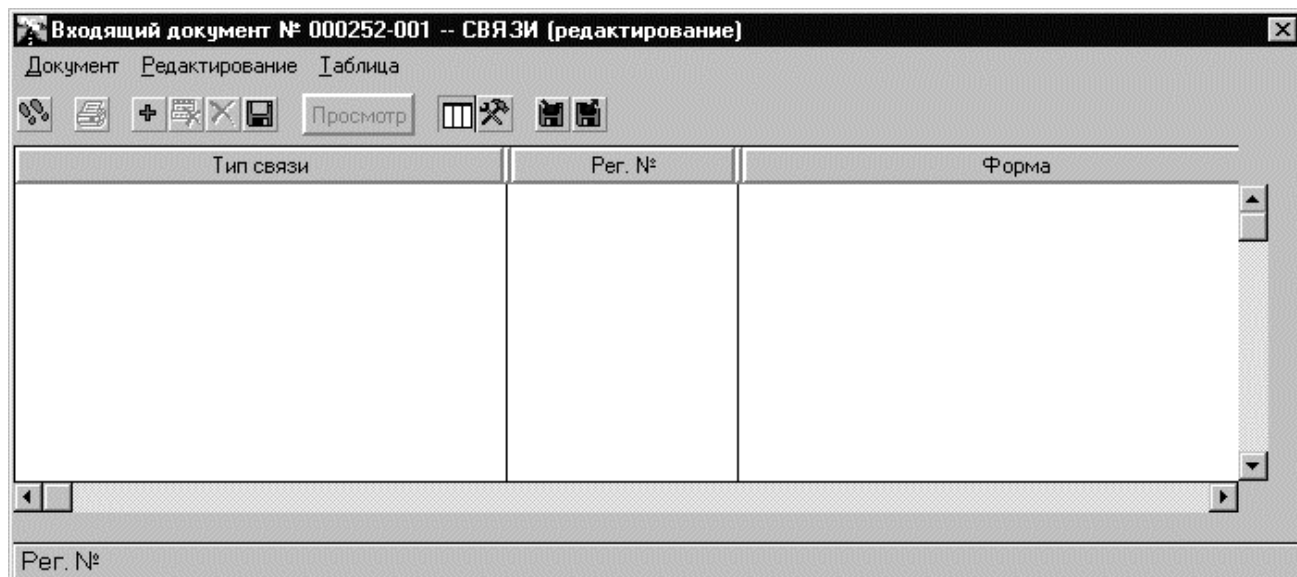 Входящий документ № 000252-001 -- СВЯЗИ (редактирование)
Документ Редактирование Таблица
Просмотр
Тип связи Рег. № Форма
Рег. №